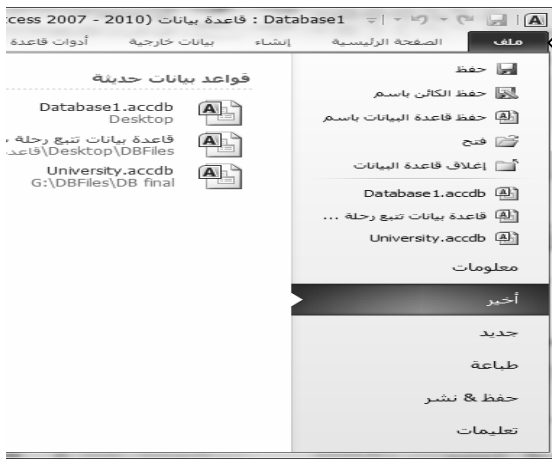 Database1 : قاعدة بيانات (Access 2007 - 2010
ملف الصفحة الرئيسية إنشاء بيانات خارجية أدوات قاعدة
حفظ
حفظ الكائن باسم
حفظ قاعدة البيانات باسم
فتح
إغلاق قاعدة البيانات
Database1.accdb
قاعدة بيانات تتبع رحلة ...
University.accdb
معلومات
أخير
جديد
طباعة
حفظ & نشر
تعليمات
قواعد بيانات حديثة
Database1.accdb
Desktop
قاعدة بيانات تتبع رحلة
Desktop\DBFiles\
University.accdb
G:\DBFiles\DB final